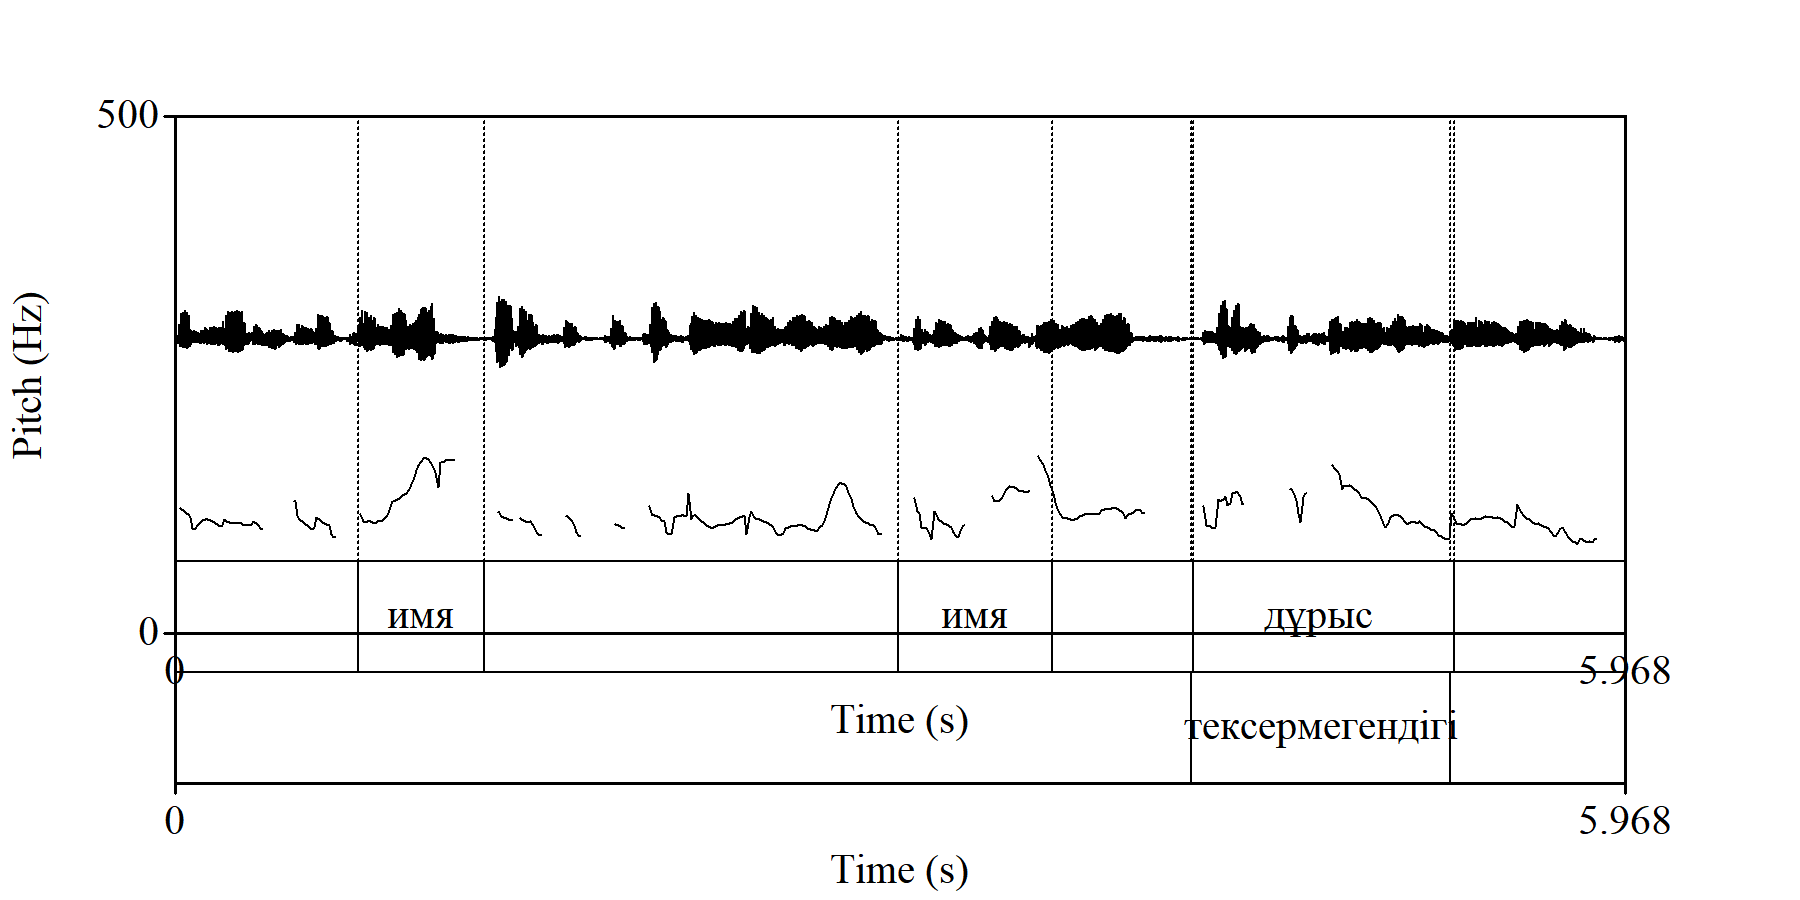 500
Pitch (Hz)
имя имя дұрыс
0
0 5.968
Time (s)
тексермегендігі
0 5.968
Time (s)